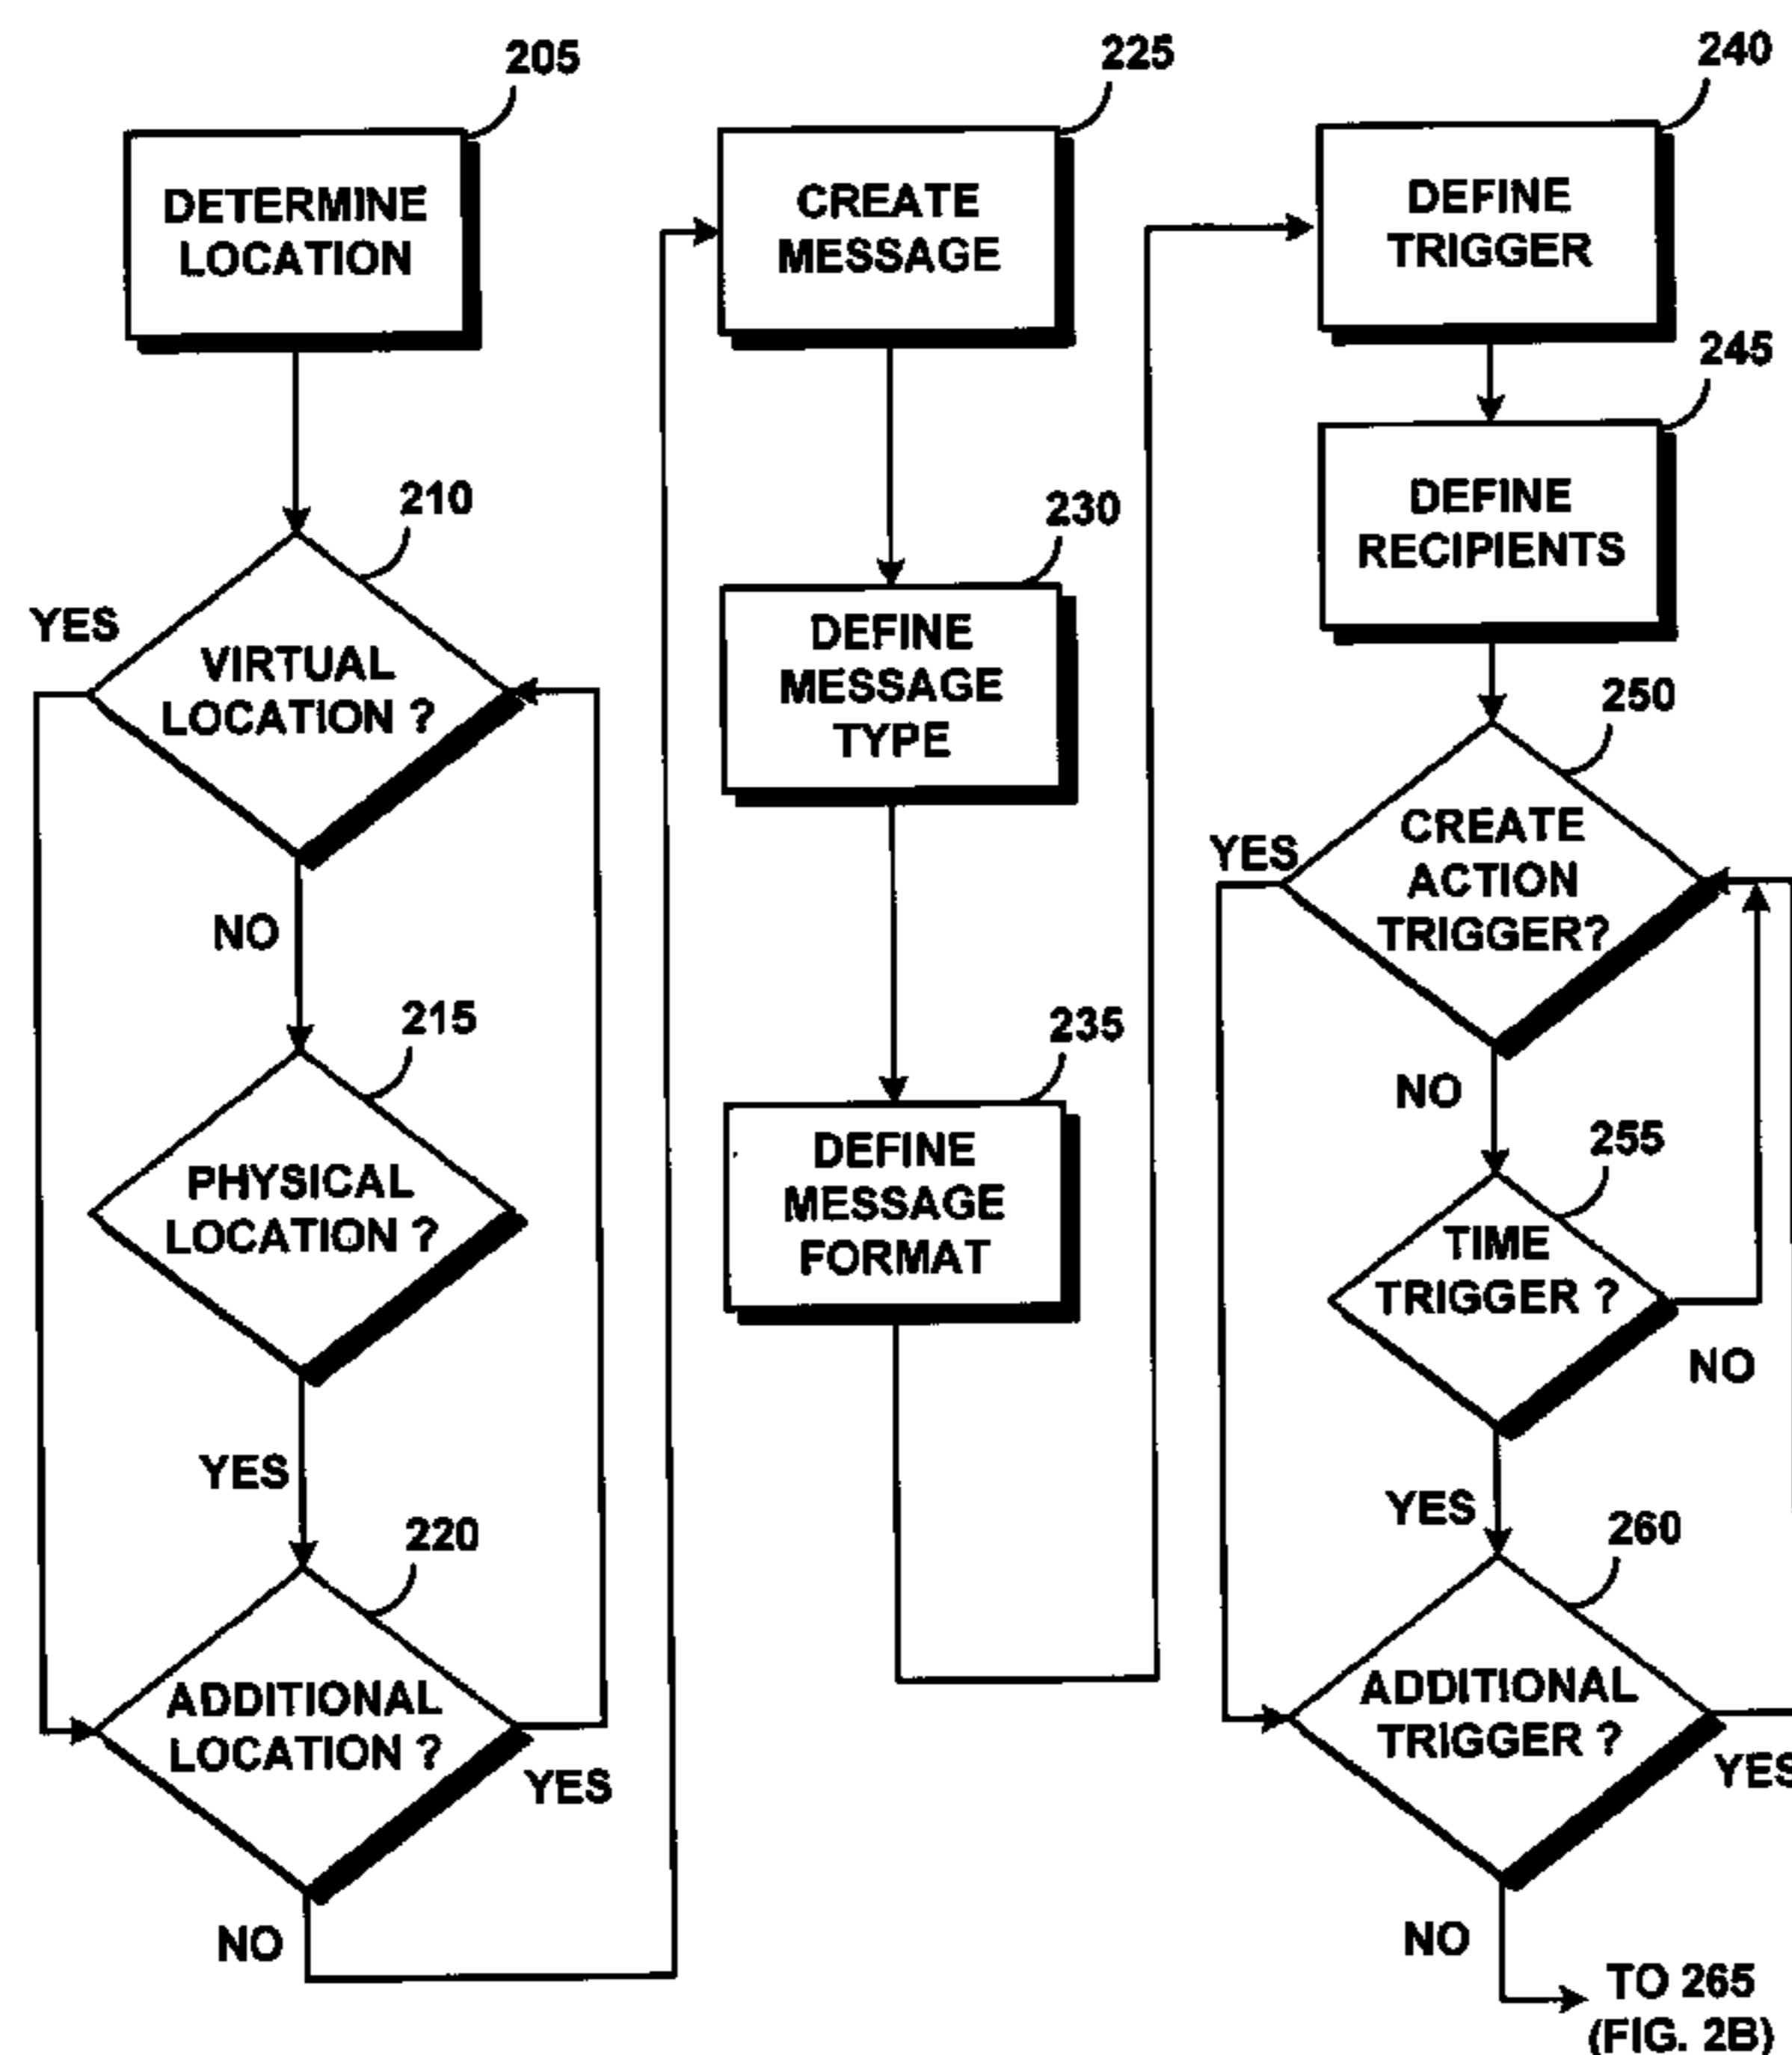 205
DETERMINE
LOCATION
210
YES
VIRTUAL
LOCATION ?
NO
215
PHYSICAL
LOCATION ?
YES
220
ADDITIONAL
LOCATION ?
YES
NO
225
CREATE
MESSAGE
230
DEFINE
MESSAGE
TYPE
235
DEFINE
MESSAGE
FORMAT
240
DEFINE
TRIGGER
245
DEFINE
RECIPIENTS
250
YES
CREATE
ACTION
TRIGGER?
NO
255
TIME
TRIGGER ?
NO
YES
260
ADDITIONAL
TRIGGER ?
YES
NO
TO 265
(FIG. 2B)